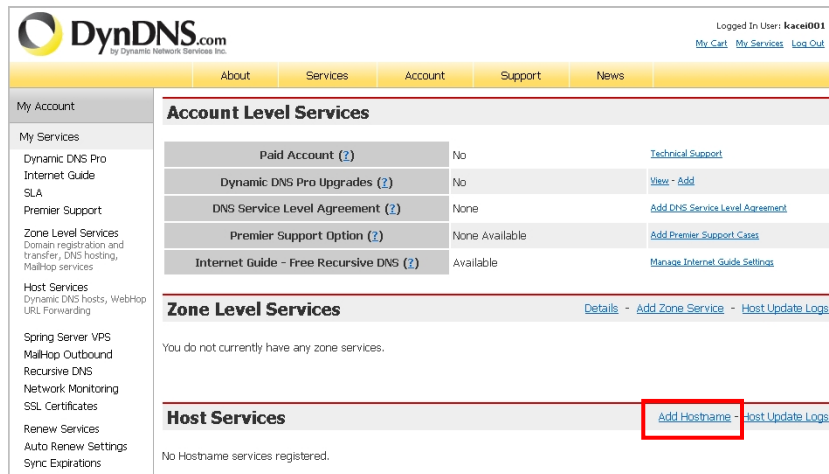 DynDNS.com
by Dynamic Network Services Inc.
Logged In User: kacei001
My Cart My Services Log Out
About Services Account Support News
My Account
My Services
Dynamic DNS Pro
Internet Guide
SLA
Premier Support
Zone Level Services
Domain registration and
transfer, DNS hosting,
MailHop services
Host Services
Dynamic DNS hosts, WebHop
URL Forwarding
Spring Server VPS
MailHop Outbound
Recursive DNS
Network Monitoring
SSL Certificates
Renew Services
Auto Renew Settings
Sync Expirations
Account Level Services
Paid Account (?) No Technical Support
Dynamic DNS Pro Upgrades (?) No View - Add
DNS Service Level Agreement (?) None Add DNS Service Level Agreement
Premier Support Option (?) None Available Add Premier Support Cases
Internet Guide - Free Recursive DNS (?) Available Manage Internet Guide Settings
Zone Level Services Details - Add Zone Service - Host Update Logs
You do not currently have any zone services.
Host Services Add Hostname - Host Update Logs
No Hostname services registered.